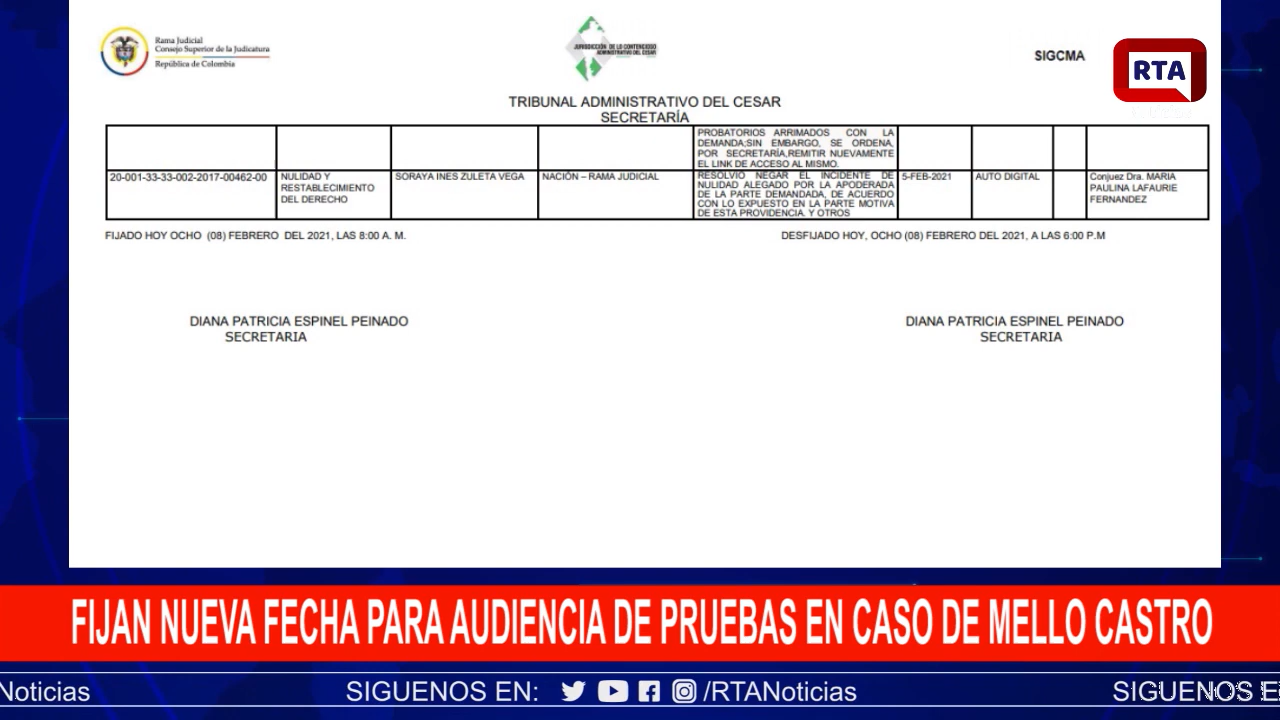 Rama Judicial
Consejo Superior de la Judicatura
República de Colombia
JURISDICCIÓN DE LO CONTENCIOSO
ADMINISTRATIVO DEL CESAR
SIGCMA
RTA
TRIBUNAL ADMINISTRATIVO DEL CESAR
SECRETARÍA
PROBATORIOS ARRIMADOS CON LA
DEMANDA;SIN EMBARGO, SE ORDENA,
POR SECRETARÍA,REMITIR NUEVAMENTE
EL LINK DE ACCESO AL MISMO.
20-001-33-33-002-2017-00462-00
NULIDAD Y
RESTABLECIMIENTO
DEL DERECHO
SORAYA INES ZULETA VEGA
NACIÓN – RAMA JUDICIAL
RESOLVIÓ NEGAR EL INCIDENTE DE
NULIDAD ALEGADO POR LA APODERADA
DE LA PARTE DEMANDADA, DE ACUERDO
CON LO EXPUESTO EN LA PARTE MOTIVA
DE ESTA PROVIDENCIA. Y OTROS
5-FEB-2021
AUTO DIGITAL
Conjuez Dra. MARIA
PAULINA LAFAURIE
FERNANDEZ
FIJADO HOY OCHO (08) FEBRERO DEL 2021, LAS 8:00 A. M.
DESFIJADO HOY, OCHO (08) FEBRERO DEL 2021, A LAS 6:00 P.M
DIANA PATRICIA ESPINEL PEINADO
SECRETARIA
DIANA PATRICIA ESPINEL PEINADO
SECRETARIA
FIJAN NUEVA FECHA PARA AUDIENCIA DE PRUEBAS EN CASO DE MELLO CASTRO
Noticias SIGUENOS EN: /RTANoticias SIGUENOS E